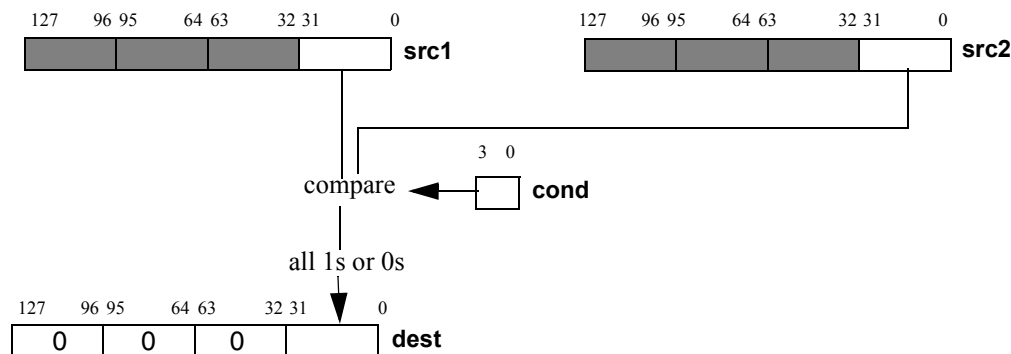 127 96 95 64 63 32 31 0 127 96 95 64 63 32 31 0
src1 src2
3 0
compare cond
all 1s or 0s
127 96 95 64 63 32 31 0
0 0 0 dest